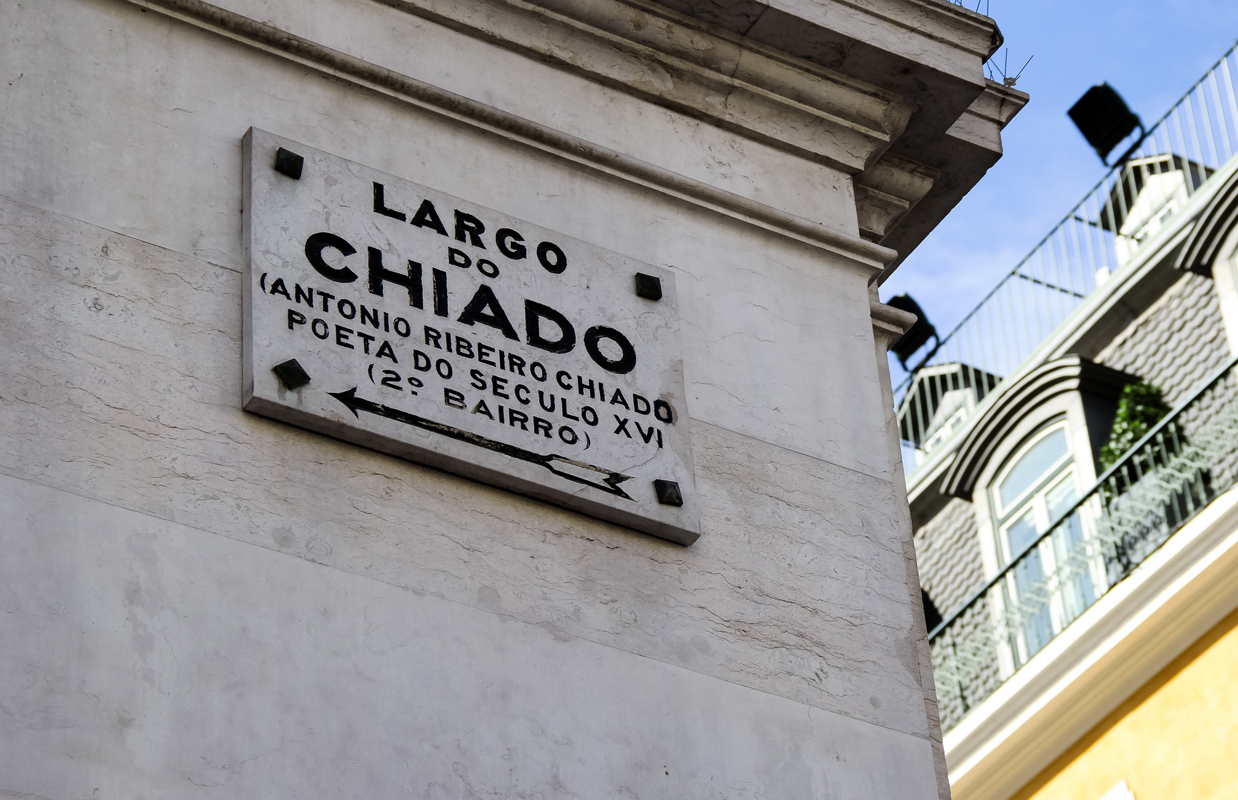 LARGO
DO
CHIADO
(ANTONIO RIBEIRO CHIADO
POETA DO SECULO XVI
(2º BAIRRO)